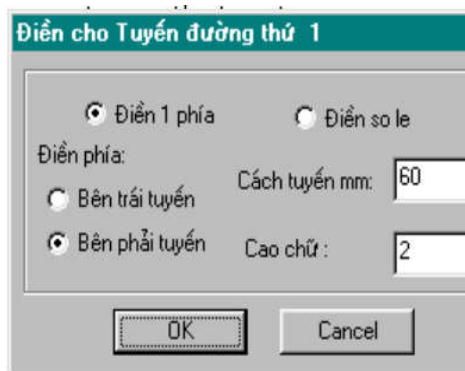 Điền cho Tuyến đường thứ 1
Điền 1 phía
Điền so le
Điền phía:
Bên trái tuyến
Cách tuyến mm:
60
Bên phải tuyến
Cao chữ :
2
OK
Cancel